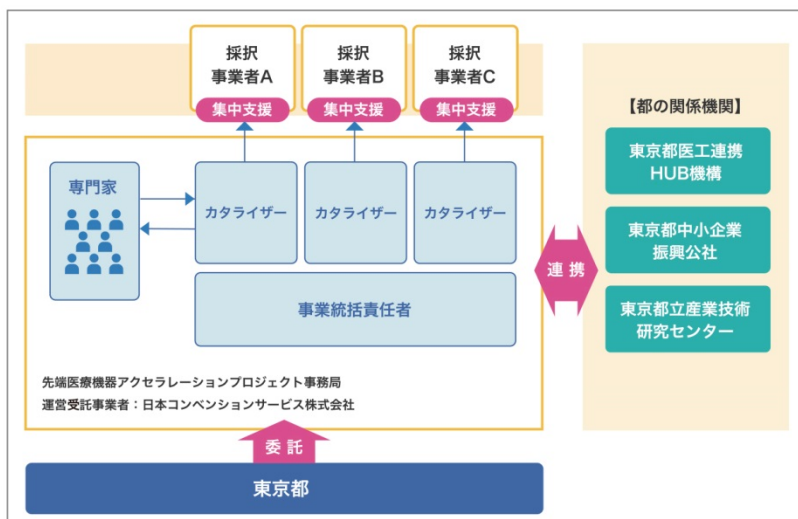 採択
事業者A
集中支援
採択
事業者B
集中支援
採択
事業者C
集中支援
専門家
カタライザー
カタライザー
カタライザー
事業統括責任者
先端医療機器アクセラレーションプロジェクト事務局
運営受託事業者：日本コンベンションサービス株式会社
委託
東京都
連携
【都の関係機関】
東京都医工連携
HUB機構
東京都中小企業
振興公社
東京都立産業技術
研究センター